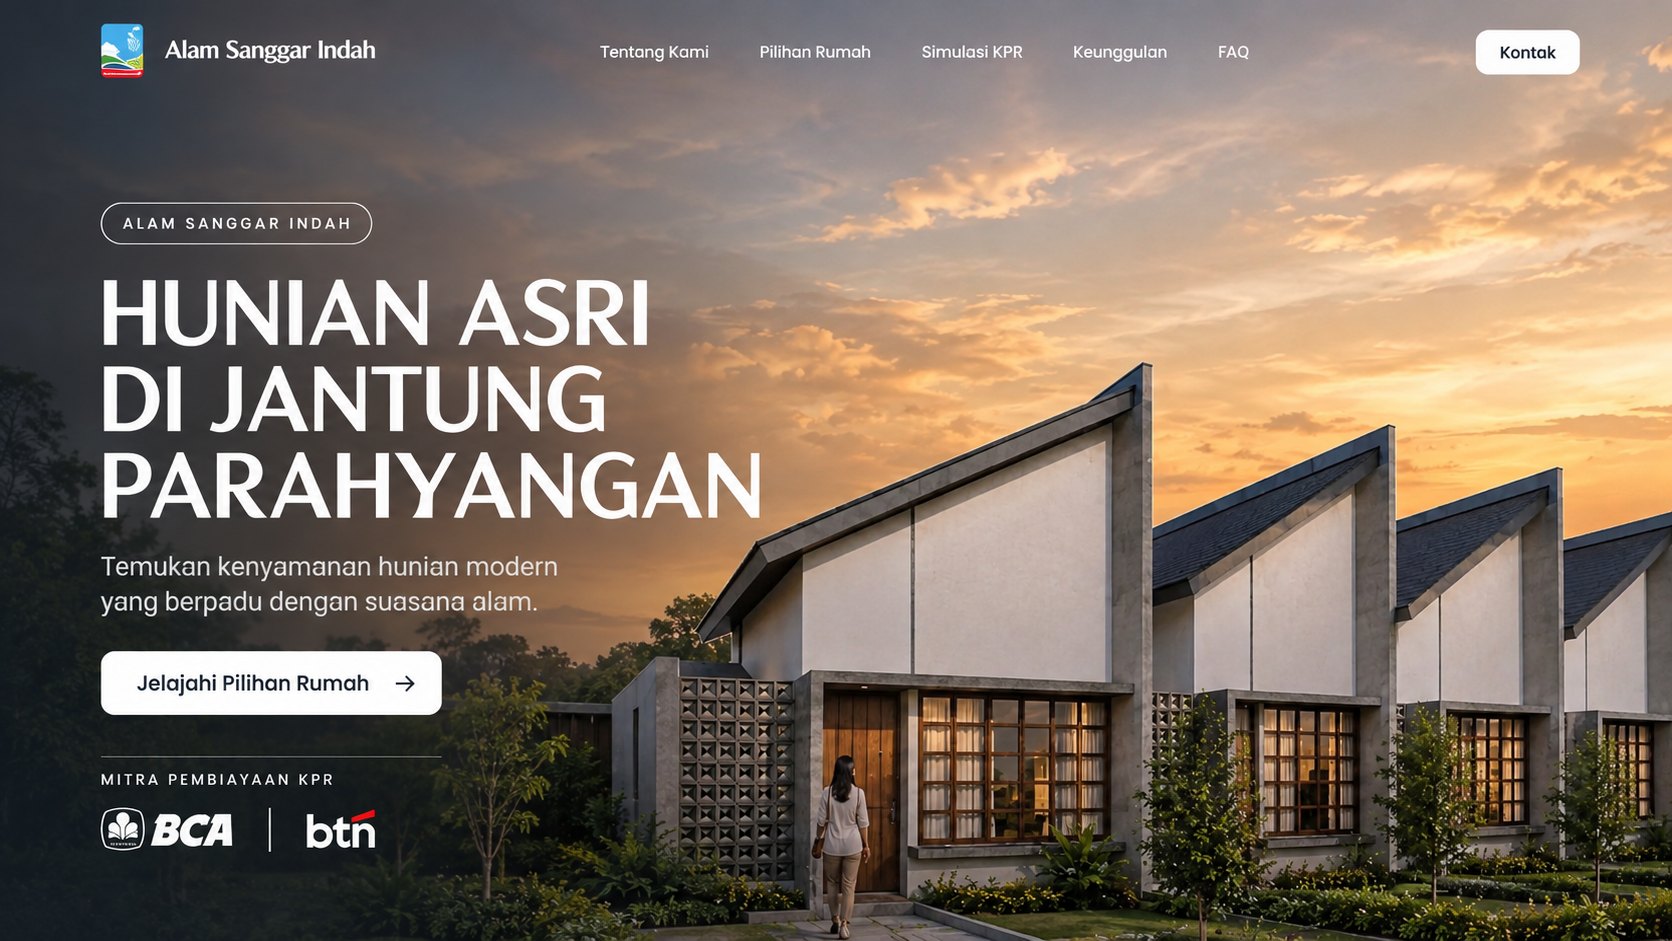 Alam Sanggar Indah
Tentang Kami
Pilihan Rumah
Simulasi KPR
Keunggulan
FAQ
Kontak
ALAM SANGGAR INDAH
HUNIAN ASRI
DI JANTUNG
PARAHYANGAN
Temukan kenyamanan hunian modern
yang berpadu dengan suasana alam.
Jelajahi Pilihan Rumah →
MITRA PEMBIAYAAN KPR
BCA
btn